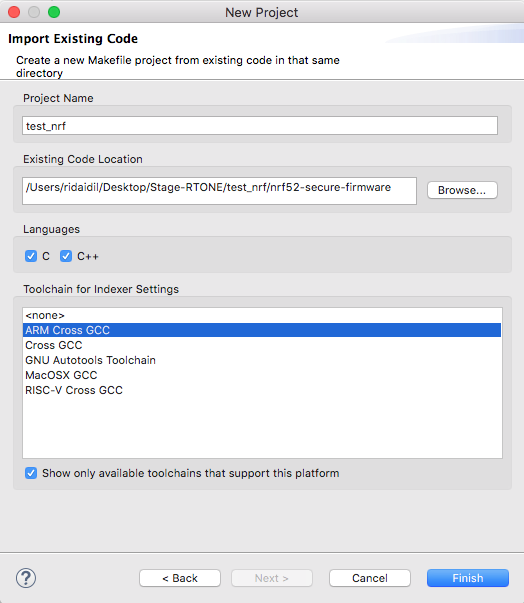 New Project
Import Existing Code
Create a new Makefile project from existing code in that same
directory
Project Name
test_nrf
Existing Code Location
/Users/ridaidil/Desktop/Stage-RTONE/test_nrf/nrf52-secure-firmware
Browse...
Languages
C
C++
Toolchain for Indexer Settings
<none>
ARM Cross GCC
Cross GCC
GNU Autotools Toolchain
MacOSX GCC
RISC-V Cross GCC
Show only available toolchains that support this platform
?
< Back
Next >
Cancel
Finish